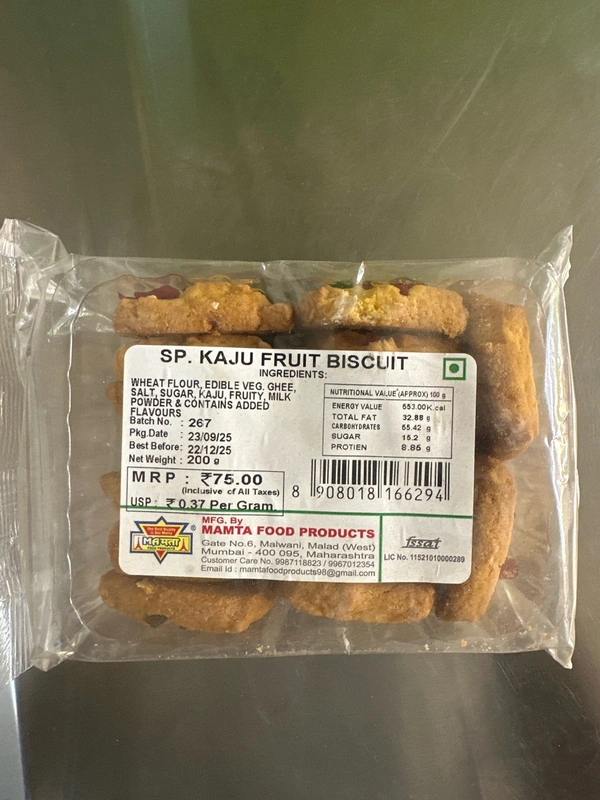 SP. KAJU FRUIT BISCUIT
INGREDIENTS:
WHEAT FLOUR, EDIBLE VEG. GHEE,
SALT, SUGAR, KAJU, FRUITY, MILK
POWDER & CONTAINS ADDED
FLAVOURS
Batch No. : 267
Pkg.Date : 23/09/25
Best Before: 22/12/25
Net Weight : 200 g
MRP : ₹75.00
(Inclusive of All Taxes)
USP: ₹ 0.37 Per Gram.
NUTRITIONAL VALUE (APPROX) 100 g
ENERGY VALUE 553.00K.cal
TOTAL FAT 32.88 g
CARBOHYDRATES 55.42 g
SUGAR 15.2 g
PROTIEN 8.85 g
8 908018 166294
ममता
FOOD PRODUCTS
MFG. By
MAMTA FOOD PRODUCTS
Gate No.6, Malwani, Malad (West)
Mumbai - 400 095, Maharashtra
Customer Care No. 9987118823 / 9967012354
Email Id : mamtafoodproducts98@gmail.com
fssai
LIC No. 11521010000289